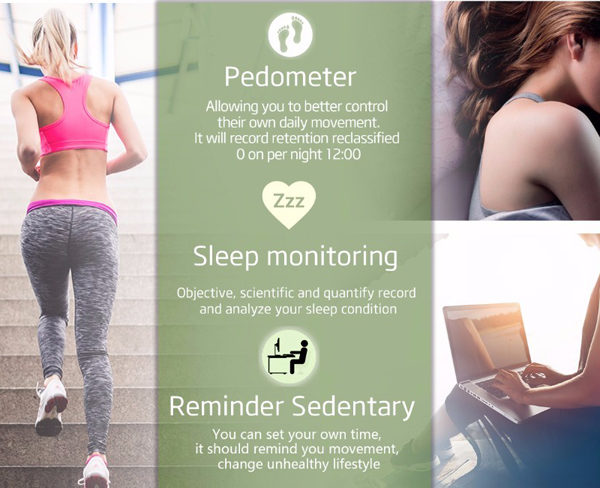 Pedometer
Allowing you to better control
their own daily movement.
It will record retention reclassified
0 on per night 12:00
Zzz
Sleep monitoring
Objective, scientific and quantify record
and analyze your sleep condition
Reminder Sedentary
You can set your own time,
it should remind you movement,
change unhealthy lifestyle